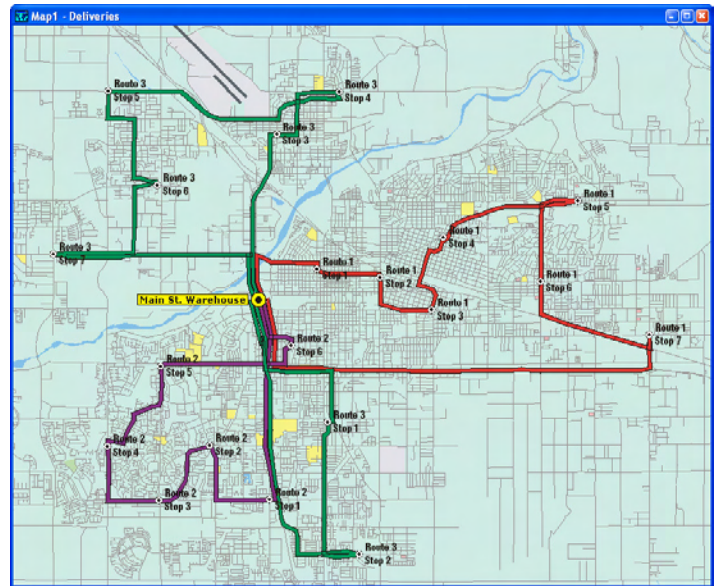 Map1 - Deliveries
Route 3
Stop 5
Route 3
Stop 4
Route 3
Stop 3
Route 3
Stop 6
Route 1
Stop 5
Route 1
Stop 4
Route 3
Stop 7
Route 1
Stop 1
Route 1
Stop 2
Route 1
Stop 6
Main St. Warehouse
Route 1
Stop 3
Route 1
Stop 7
Route 2
Stop 6
Route 2
Stop 5
Route 3
Stop 1
Route 2
Stop 4
Route 2
Stop 2
Route 2
Stop 3
Route 2
Stop 1
Route 3
Stop 2